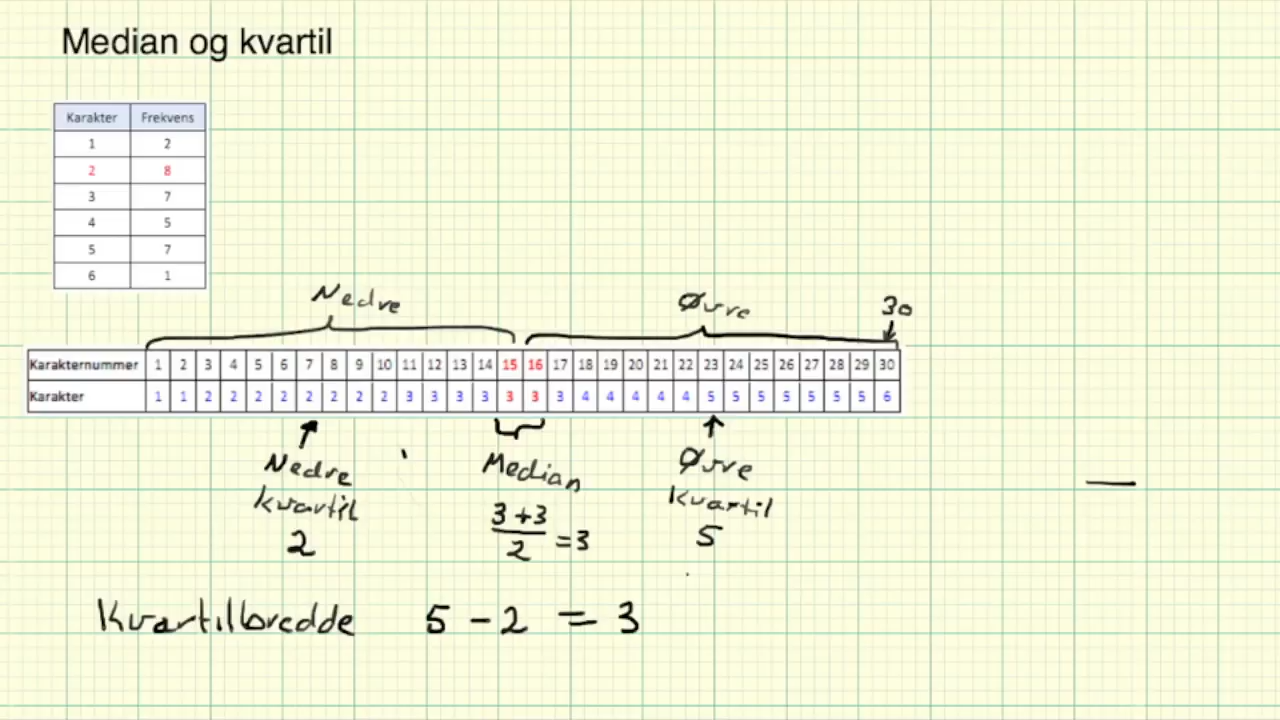 Median og kvartil
Karakter Frekvens
1 2
2 8
3 7
4 5
5 7
6 1
Nedre Øvre 30
Karakternummer 1 2 3 4 5 6 7 8 9 10 11 12 13 14 15 16 17 18 19 20 21 22 23 24 25 26 27 28 29 30
Karakter 1 1 2 2 2 2 2 2 2 2 3 3 3 3 3 3 3 4 4 4 4 4 5 5 5 5 5 5 5 6
Nedre Median Øvre
kvartil 3+3 kvartil
2 2 =3 5
Kvartilbredde 5 - 2 = 3